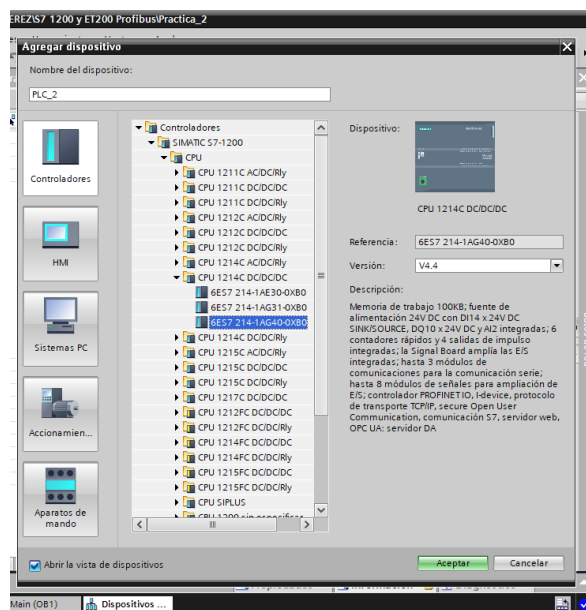 EREZ\S7 1200 y ET200 Profibus\Practica_2
Agregar dispositivo
Nombre del dispositivo:
PLC_2
Controladores
HMI
Sistemas PC
Accionamien...
Aparatos de
mando
Controladores
SIMATIC S7-1200
CPU
CPU 1211C AC/DC/Rly
CPU 1211C DC/DC/DC
CPU 1211C DC/DC/Rly
CPU 1212C AC/DC/Rly
CPU 1212C DC/DC/DC
CPU 1212C DC/DC/Rly
CPU 1214C AC/DC/Rly
CPU 1214C DC/DC/DC
6ES7 214-1AE30-0XB0
6ES7 214-1AG31-0XB0
6ES7 214-1AG40-0XB0
CPU 1214C DC/DC/Rly
CPU 1215C AC/DC/Rly
CPU 1215C DC/DC/DC
CPU 1215C DC/DC/Rly
CPU 1217C DC/DC/DC
CPU 1212FC DC/DC/DC
CPU 1212FC DC/DC/Rly
CPU 1214FC DC/DC/DC
CPU 1214FC DC/DC/Rly
CPU 1215FC DC/DC/DC
CPU 1215FC DC/DC/Rly
CPU SIPLUS
CPU 1200 sin especificar
Dispositivo:
CPU 1214C DC/DC/DC
Referencia:
6ES7 214-1AG40-0XB0
Versión:
V4.4
Descripción:
Memoria de trabajo 100KB; fuente de
alimentación 24V DC con DI14 x 24V DC
SINK/SOURCE, DQ10 x 24V DC y AI2 integradas; 6
contadores rápidos y 4 salidas de impulso
integradas; la Signal Board amplía las E/S
integradas; hasta 3 módulos de
comunicaciones para la comunicación serie;
hasta 8 módulos de señales para ampliación de
E/S; controlador PROFINET IO, I-device, protocolo
de transporte TCP/IP, secure Open User
Communication, comunicación S7, servidor web,
OPC UA: servidor DA
Abrir la vista de dispositivos
Aceptar
Cancelar
Main (OB1)
Dispositivos ...